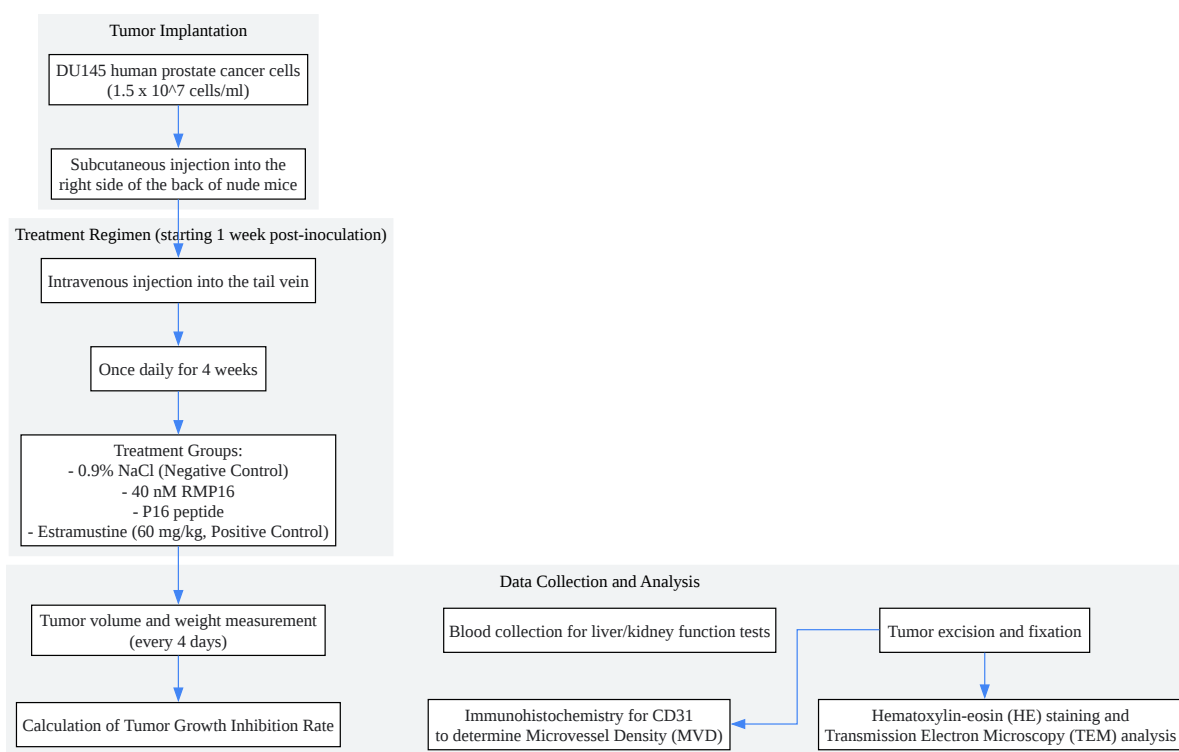 Tumor Implantation
DU145 human prostate cancer cells
(1.5 x 10^7 cells/ml)
Subcutaneous injection into the
right side of the back of nude mice
Treatment Regimen (starting 1 week post-inoculation)
Intravenous injection into the tail vein
Once daily for 4 weeks
Treatment Groups:
- 0.9% NaCl (Negative Control)
- 40 nM RMP16
- P16 peptide
- Estramustine (60 mg/kg, Positive Control)
Data Collection and Analysis
Tumor volume and weight measurement
(every 4 days)
Blood collection for liver/kidney function tests
Tumor excision and fixation
Calculation of Tumor Growth Inhibition Rate
Immunohistochemistry for CD31
to determine Microvessel Density (MVD)
Hematoxylin-eosin (HE) staining and
Transmission Electron Microscopy (TEM) analysis